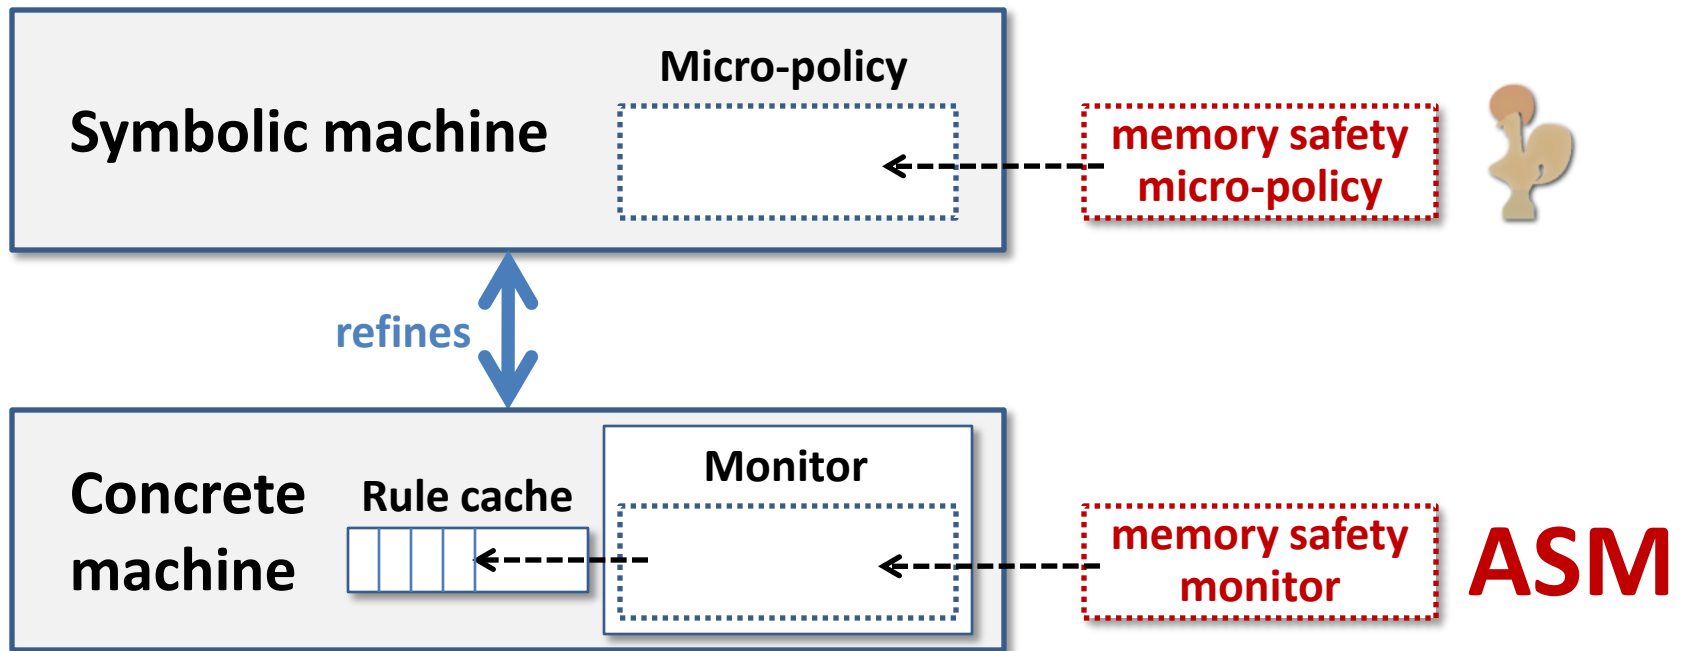 Micro-policy
Symbolic machine
memory safety
micro-policy
refines
Concrete
machine
Rule cache
Monitor
memory safety
monitor
ASM